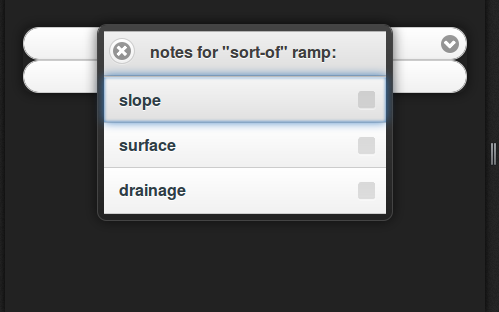 notes for "sort-of" ramp:
slope
surface
drainage